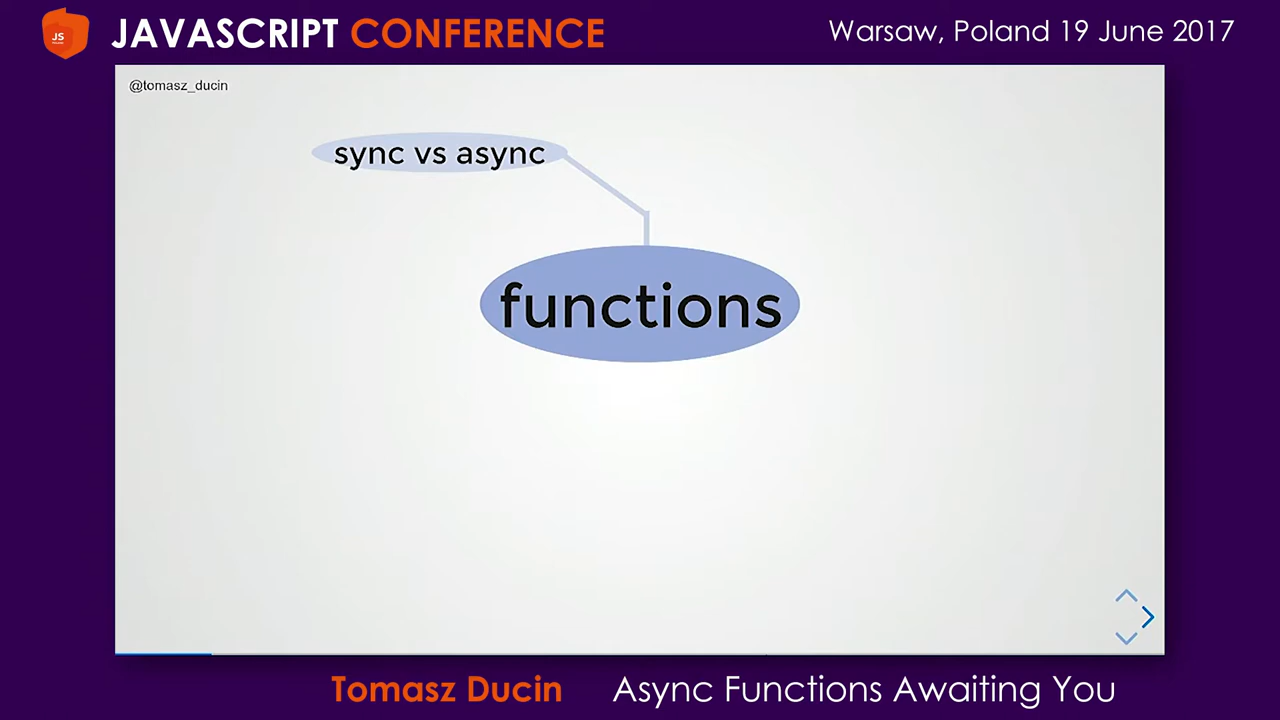 JS
JAVASCRIPT CONFERENCE
Warsaw, Poland 19 June 2017
@tomasz_ducin
sync vs async
functions
Tomasz Ducin
Async Functions Awaiting You